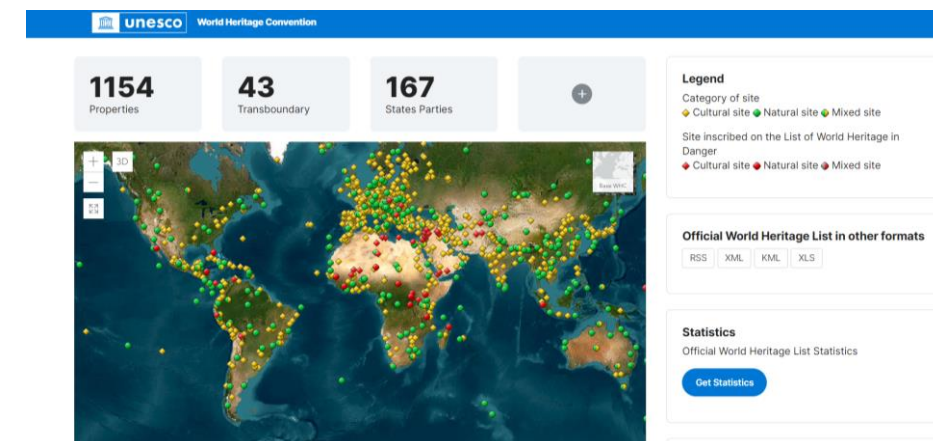 unesco World Heritage Convention
1154
Properties
43
Transboundary
167
States Parties
+
+
3D
−
Base WHC
Legend
Category of site
Cultural site Natural site Mixed site
Site inscribed on the List of World Heritage in
Danger
Cultural site Natural site Mixed site
Official World Heritage List in other formats
RSS XML KML XLS
Statistics
Official World Heritage List Statistics
Get Statistics